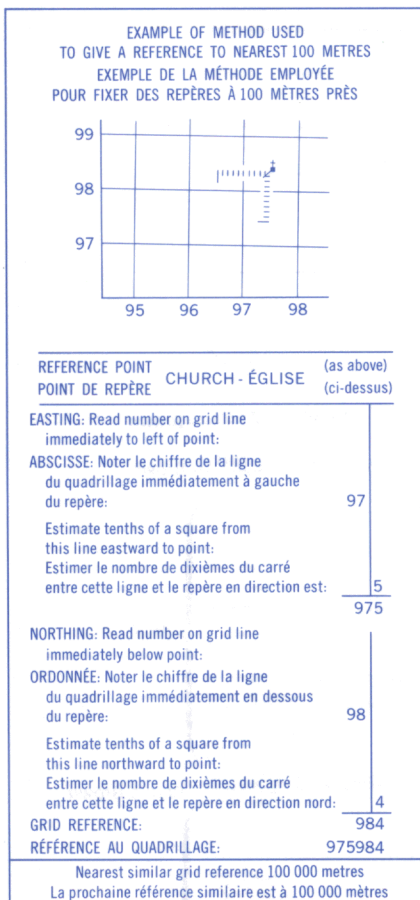 EXAMPLE OF METHOD USED
TO GIVE A REFERENCE TO NEAREST 100 METRES
EXEMPLE DE LA MÉTHODE EMPLOYÉE
POUR FIXER DES REPÈRES À 100 MÈTRES PRÈS
99
98
97
95 96 97 98
REFERENCE POINT
POINT DE REPÈRE
CHURCH - ÉGLISE
(as above)
(ci-dessus)
EASTING: Read number on grid line
immediately to left of point:
ABSCISSE: Noter le chiffre de la ligne
du quadrillage immédiatement à gauche
du repère: 97
Estimate tenths of a square from
this line eastward to point:
Estimer le nombre de dixièmes du carré
entre cette ligne et le repère en direction est: 5
975
NORTHING: Read number on grid line
immediately below point:
ORDONNÉE: Noter le chiffre de la ligne
du quadrillage immédiatement en dessous
du repère: 98
Estimate tenths of a square from
this line northward to point:
Estimer le nombre de dixièmes du carré
entre cette ligne et le repère en direction nord: 4
GRID REFERENCE: 984
RÉFÉRENCE AU QUADRILLAGE: 975984
Nearest similar grid reference 100 000 metres
La prochaine référence similaire est à 100 000 mètres